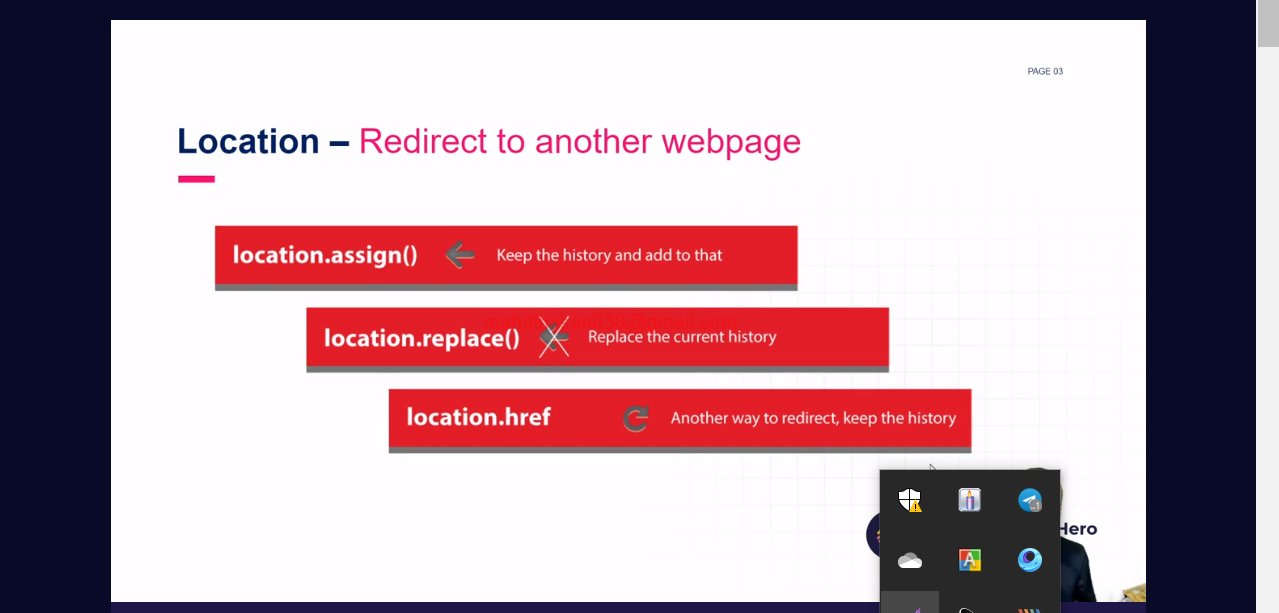 PAGE 03
Location – Redirect to another webpage
location.assign() Keep the history and add to that
location.replace() Replace the current history
location.href Another way to redirect, keep the history
Hero
A